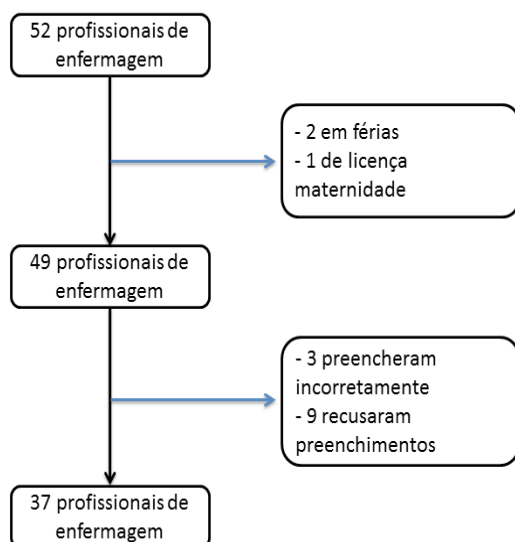 52 profissionais de
enfermagem
- 2 em férias
- 1 de licença
maternidade
49 profissionais de
enfermagem
- 3 preencheram
incorretamente
- 9 recusaram
preenchimentos
37 profissionais de
enfermagem